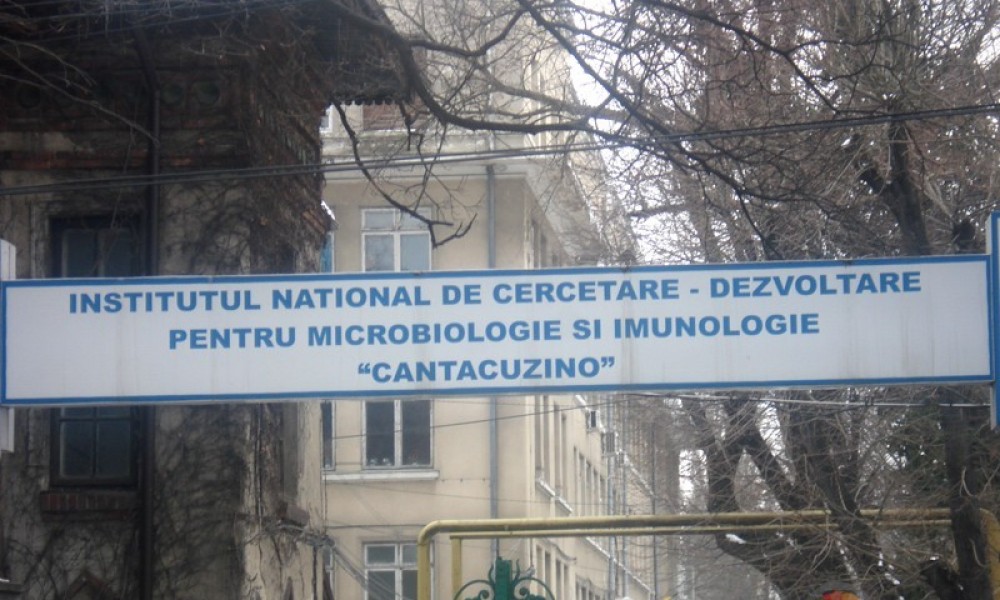 INSTITUTUL NATIONAL DE CERCETARE - DEZVOLTARE
PENTRU MICROBIOLOGIE SI IMUNOLOGIE
“CANTACUZINO”